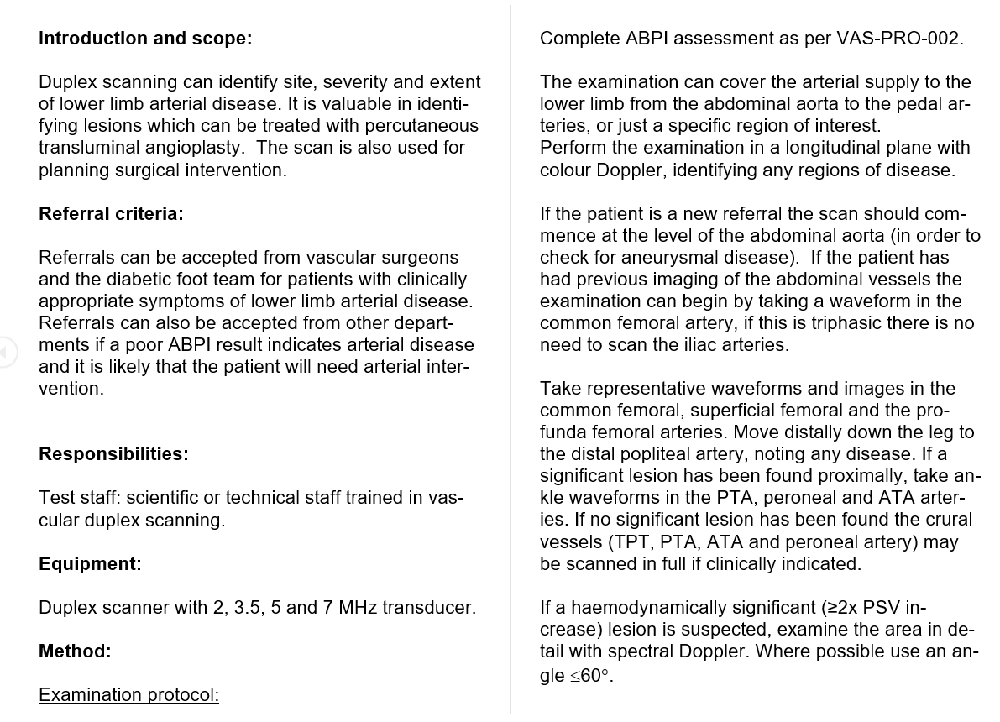 Introduction and scope:
Duplex scanning can identify site, severity and extent
of lower limb arterial disease. It is valuable in identi-
fying lesions which can be treated with percutaneous
transluminal angioplasty.  The scan is also used for
planning surgical intervention.
Referral criteria:
Referrals can be accepted from vascular surgeons
and the diabetic foot team for patients with clinically
appropriate symptoms of lower limb arterial disease.
Referrals can also be accepted from other depart-
ments if a poor ABPI result indicates arterial disease
and it is likely that the patient will need arterial inter-
vention.
Responsibilities:
Test staff: scientific or technical staff trained in vas-
cular duplex scanning.
Equipment:
Duplex scanner with 2, 3.5, 5 and 7 MHz transducer.
Method:
Examination protocol:
Complete ABPI assessment as per VAS-PRO-002.
The examination can cover the arterial supply to the
lower limb from the abdominal aorta to the pedal ar-
teries, or just a specific region of interest.
Perform the examination in a longitudinal plane with
colour Doppler, identifying any regions of disease.
If the patient is a new referral the scan should com-
mence at the level of the abdominal aorta (in order to
check for aneurysmal disease).  If the patient has
had previous imaging of the abdominal vessels the
examination can begin by taking a waveform in the
common femoral artery, if this is triphasic there is no
need to scan the iliac arteries.
Take representative waveforms and images in the
common femoral, superficial femoral and the pro-
funda femoral arteries. Move distally down the leg to
the distal popliteal artery, noting any disease. If a
significant lesion has been found proximally, take an-
kle waveforms in the PTA, peroneal and ATA arter-
ies. If no significant lesion has been found the crural
vessels (TPT, PTA, ATA and peroneal artery) may
be scanned in full if clinically indicated.
If a haemodynamically significant (≥2x PSV in-
crease) lesion is suspected, examine the area in de-
tail with spectral Doppler. Where possible use an an-
gle ≤60°.